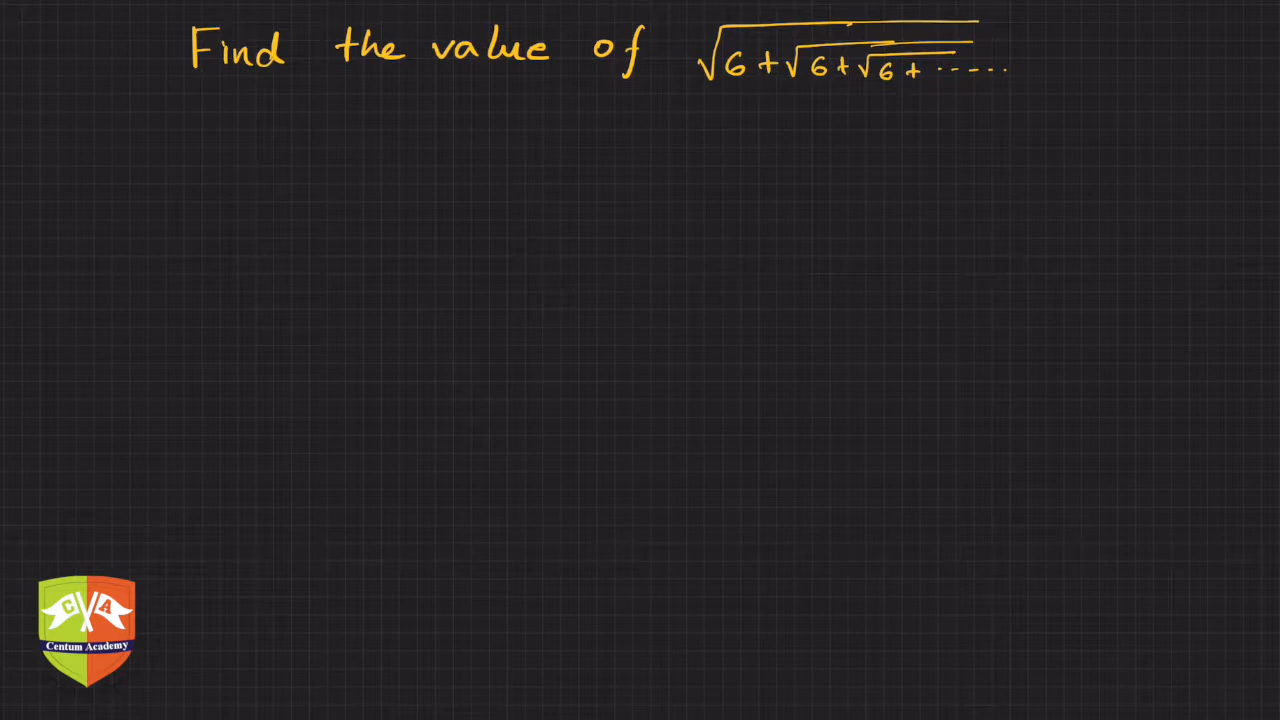 Find the value of √6+√6+√6+......
C A
Centum Academy